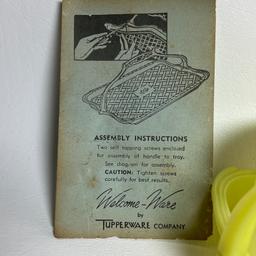 ASSEMBLY INSTRUCTIONS
Two self tapping screws enclosed
for assembly of handle to tray.
See diagram for assembly.
CAUTION: Tighten screws
carefully for best results.
Welcome-Ware
by
TUPPERWARE COMPANY